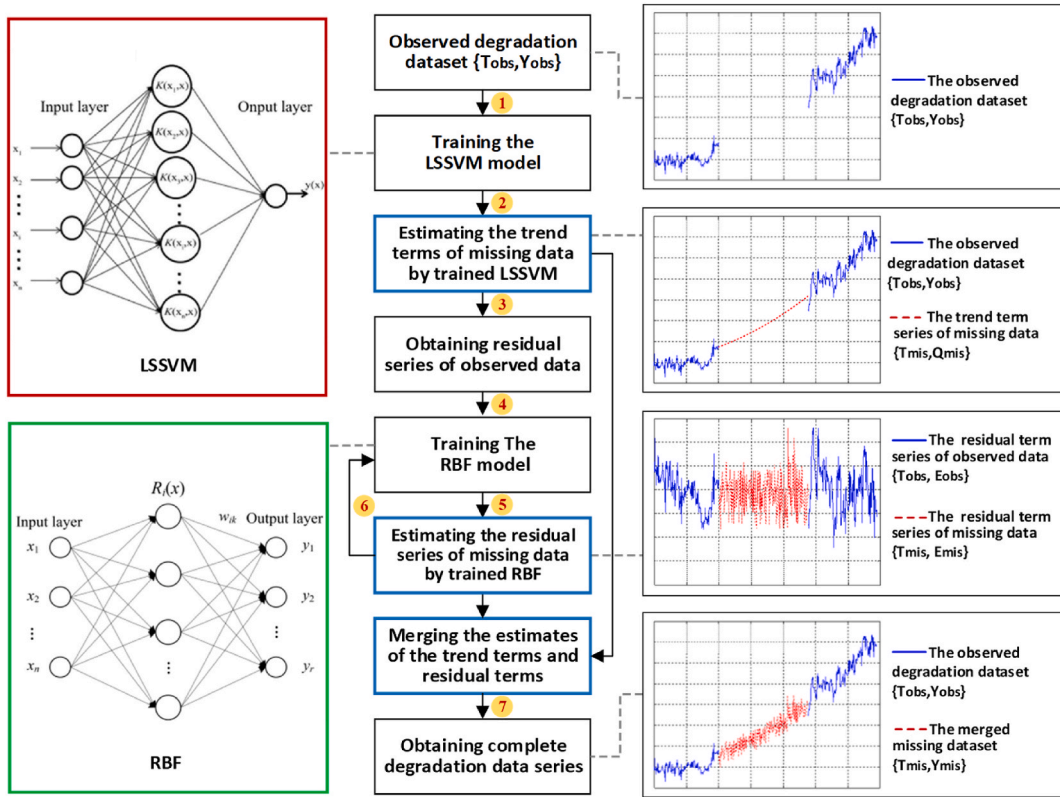 Input layer
Onput layer
K(x₁,x)
K(x₂,x)
K(x₃,x)
K(xᵢ,x)
K(xₙ,x)
x₁
x₂
xᵢ
xₙ
y(x)
LSSVM
Rᵢ(x)
Input layer
wᵢₖ
Output layer
x₁
x₂
xₙ
y₁
y₂
yᵣ
RBF
Observed degradation
dataset {Tobs,Yobs}
1
Training the
LSSVM model
2
Estimating the trend
terms of missing data
by trained LSSVM
3
Obtaining residual
series of observed data
4
Training The
RBF model
5
6
Estimating the residual
series of missing data
by trained RBF
Merging the estimates
of the trend terms and
residual terms
7
Obtaining complete
degradation data series
The observed
degradation dataset
{Tobs,Yobs}
The observed
degradation dataset
{Tobs,Yobs}
The trend term
series of missing data
{Tmis,Qmis}
The residual term
series of observed data
{Tobs, Eobs}
The residual term
series of missing data
{Tmis, Emis}
The observed
degradation dataset
{Tobs,Yobs}
The merged
missing dataset
{Tmis,Ymis}